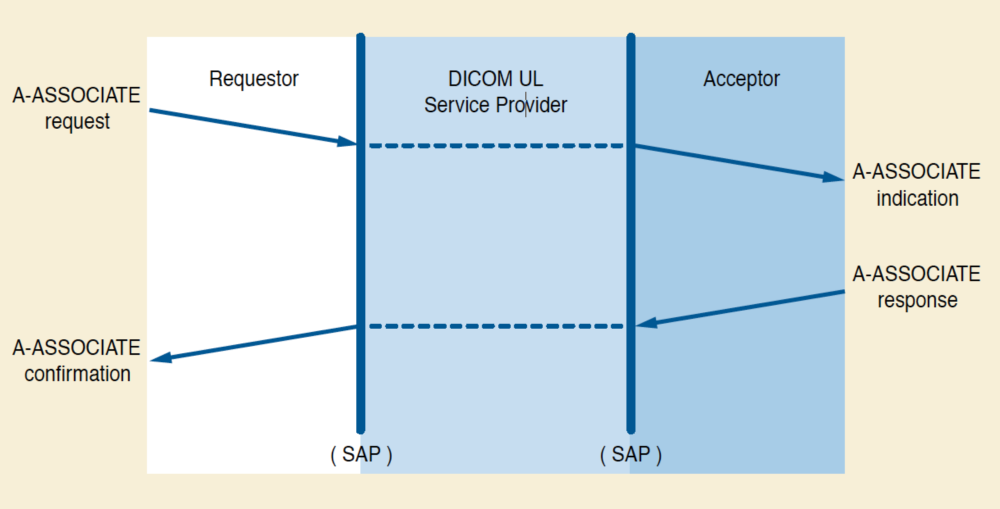 Requestor
DICOM UL
Service Provider
Acceptor
A-ASSOCIATE
request
A-ASSOCIATE
indication
A-ASSOCIATE
response
A-ASSOCIATE
confirmation
( SAP )
( SAP )